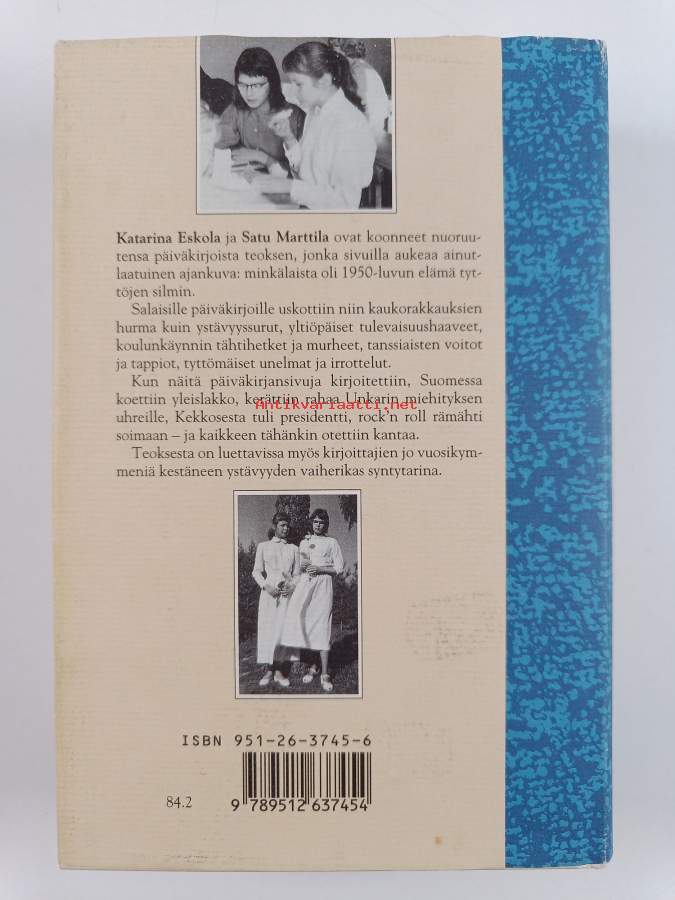 Katarina Eskola ja Satu Marttila ovat koonneet nuoruu-
tensa päiväkirjoista teoksen, jonka sivuilla aukeaa ainut-
laatuinen ajankuva: minkälaista oli 1950-luvun elämä tyt-
töjen silmin.
Salaisille päiväkirjoille uskottiin niin kaukorakkauksien
hurma kuin ystävyyssurut, yltiöpäiset tulevaisuushaaveet,
koulunkäynnin tähtihetket ja murheet, tanssiaisten voitot
ja tappiot, tyttömäiset unelmat ja irrottelut.
Kun näitä päiväkirjansivuja kirjoitettiin, Suomessa
koettiin yleislakko, kerättiin rahaa Unkarin miehityksen
Antikvariaatti.net
uhreille, Kekkosesta tuli presidentti, rock'n roll rämähti
soimaan – ja kaikkeen tähänkin otettiin kantaa.
Teoksesta on luettavissa myös kirjoittajien jo vuosikym-
meniä kestäneen ystävyyden vaiherikas syntytarina.
ISBN 951-26-3745-6
84.2
9 789512 637454